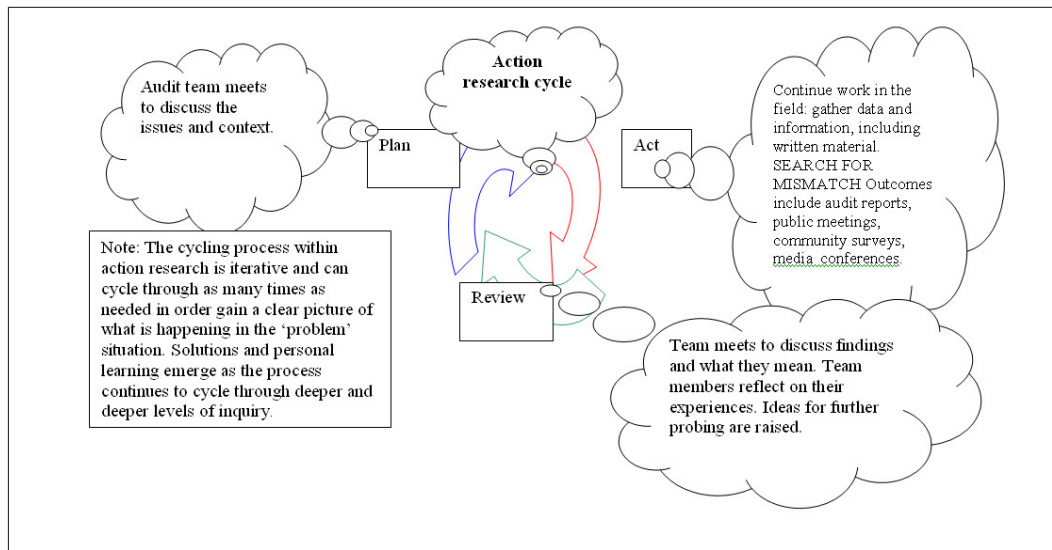 Action
research cycle
Audit team meets
to discuss the
issues and context.
Plan
Act
Continue work in the
field: gather data and
information, including
written material.
SEARCH FOR
MISMATCH Outcomes
include audit reports,
public meetings,
community surveys,
media conferences.
Note: The cycling process within
action research is iterative and can
cycle through as many times as
needed in order gain a clear picture of
what is happening in the ‘problem’
situation. Solutions and personal
learning emerge as the process
continues to cycle through deeper and
deeper levels of inquiry.
Review
Team meets to discuss findings
and what they mean. Team
members reflect on their
experiences. Ideas for further
probing are raised.